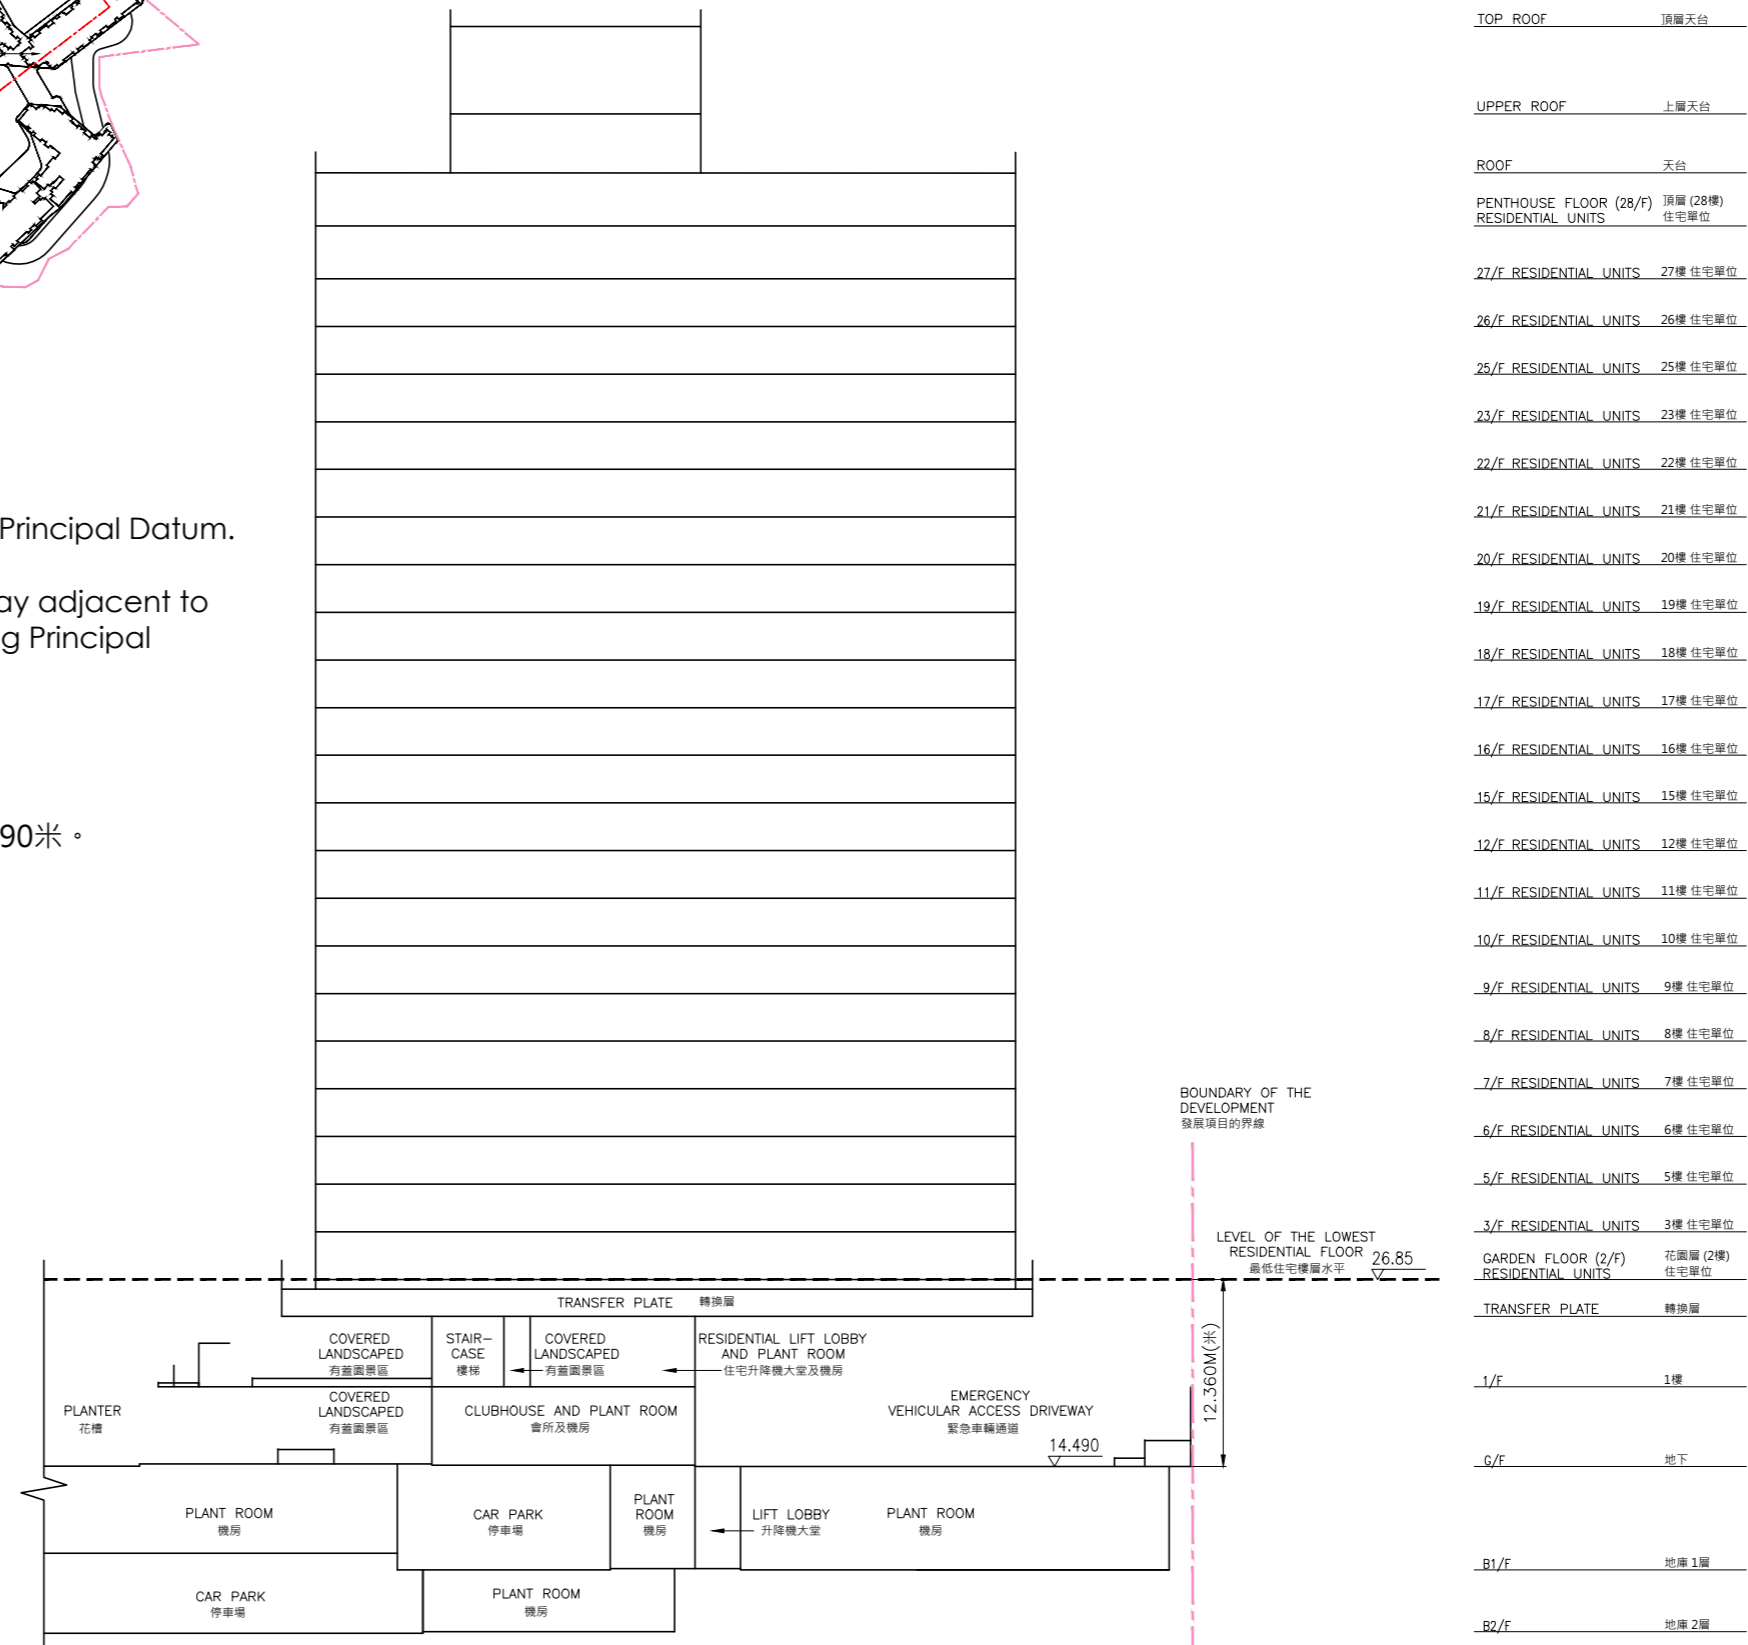 Principal Datum.
ay adjacent to
g Principal
90米。
BOUNDARY OF THE
DEVELOPMENT
發展項目的界線
LEVEL OF THE LOWEST
RESIDENTIAL FLOOR
最低住宅樓層水平
26.85
12.360M(米)
TRANSFER PLATE 轉換層
COVERED
LANDSCAPED
有蓋園景區
STAIR-
CASE
樓梯
COVERED
LANDSCAPED
有蓋園景區
RESIDENTIAL LIFT LOBBY
AND PLANT ROOM
住宅升降機大堂及機房
PLANTER
花槽
COVERED
LANDSCAPED
有蓋園景區
CLUBHOUSE AND PLANT ROOM
會所及機房
EMERGENCY
VEHICULAR ACCESS DRIVEWAY
緊急車輛通道
14.490
PLANT ROOM
機房
CAR PARK
停車場
PLANT
ROOM
機房
LIFT LOBBY
升降機大堂
PLANT ROOM
機房
CAR PARK
停車場
PLANT ROOM
機房
TOP ROOF 頂層天台
UPPER ROOF 上層天台
ROOF 天台
PENTHOUSE FLOOR (28/F) 頂層 (28樓)
RESIDENTIAL UNITS 住宅單位
27/F RESIDENTIAL UNITS 27樓 住宅單位
26/F RESIDENTIAL UNITS 26樓 住宅單位
25/F RESIDENTIAL UNITS 25樓 住宅單位
23/F RESIDENTIAL UNITS 23樓 住宅單位
22/F RESIDENTIAL UNITS 22樓 住宅單位
21/F RESIDENTIAL UNITS 21樓 住宅單位
20/F RESIDENTIAL UNITS 20樓 住宅單位
19/F RESIDENTIAL UNITS 19樓 住宅單位
18/F RESIDENTIAL UNITS 18樓 住宅單位
17/F RESIDENTIAL UNITS 17樓 住宅單位
16/F RESIDENTIAL UNITS 16樓 住宅單位
15/F RESIDENTIAL UNITS 15樓 住宅單位
12/F RESIDENTIAL UNITS 12樓 住宅單位
11/F RESIDENTIAL UNITS 11樓 住宅單位
10/F RESIDENTIAL UNITS 10樓 住宅單位
9/F RESIDENTIAL UNITS 9樓 住宅單位
8/F RESIDENTIAL UNITS 8樓 住宅單位
7/F RESIDENTIAL UNITS 7樓 住宅單位
6/F RESIDENTIAL UNITS 6樓 住宅單位
5/F RESIDENTIAL UNITS 5樓 住宅單位
3/F RESIDENTIAL UNITS 3樓 住宅單位
GARDEN FLOOR (2/F) 花園層 (2樓)
RESIDENTIAL UNITS 住宅單位
TRANSFER PLATE 轉換層
1/F 1樓
G/F 地下
B1/F 地庫 1層
B2/F 地庫 2層